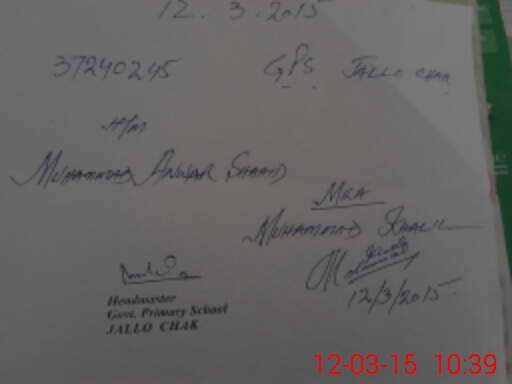 12. 3. 2015
37240245 GPS JALLO CHAK
H/M
MUHAMMAD ANWAR SHAHID
MEA
MUHAMMAD KHALIL
12/3/2015.
Headmaster
Govt. Primary School
JALLO CHAK
12-03-15 10:39